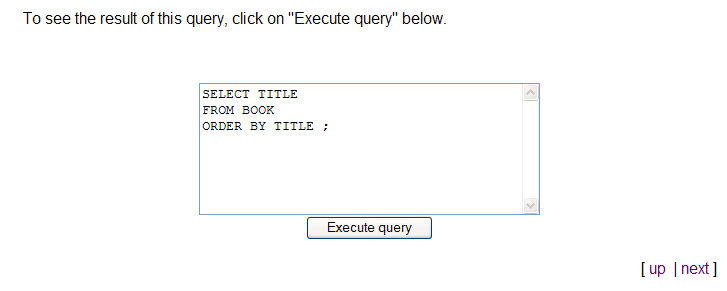 To see the result of this query, click on "Execute query" below.
SELECT TITLE
FROM BOOK
ORDER BY TITLE ;
Execute query
[ up | next ]